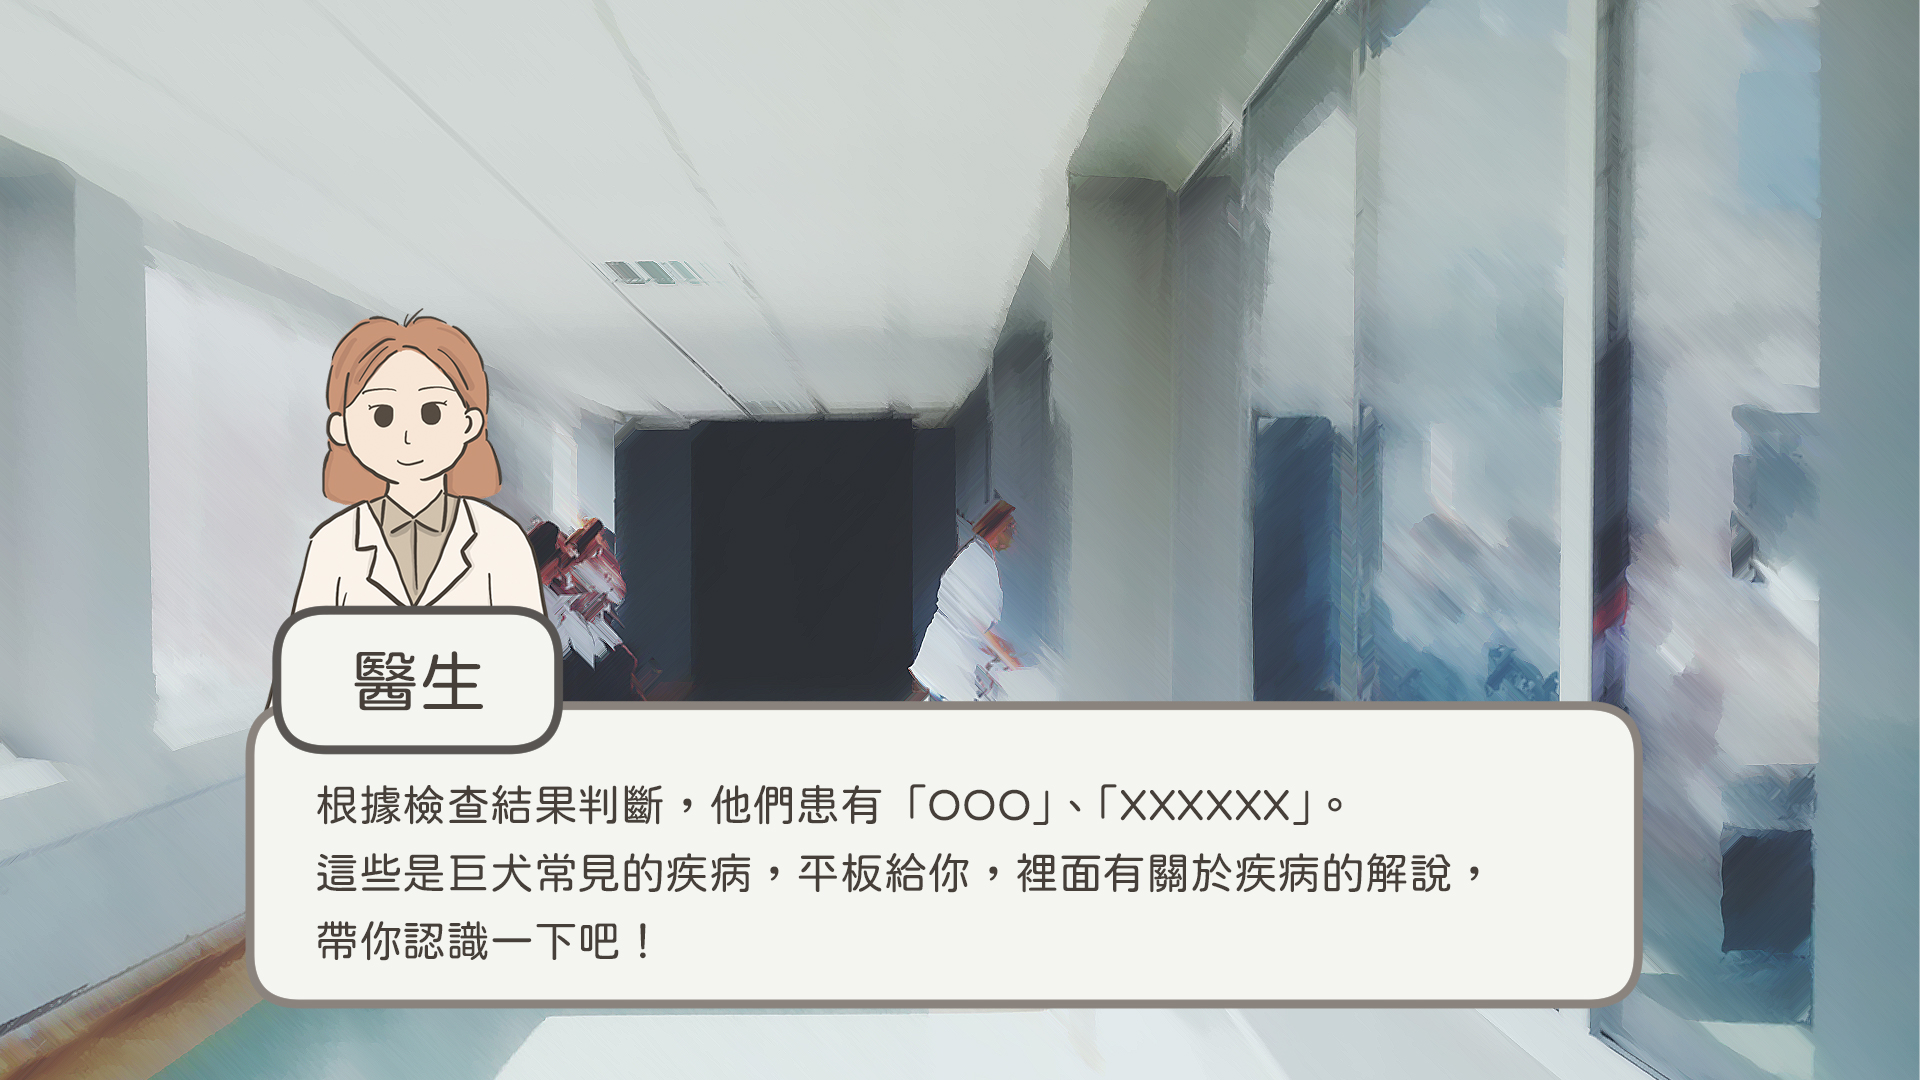 醫生
根據檢查結果判斷，他們患有「OOO」、「XXXXXX」。
這些是巨犬常見的疾病，平板給你，裡面有關於疾病的解說，
帶你認識一下吧！